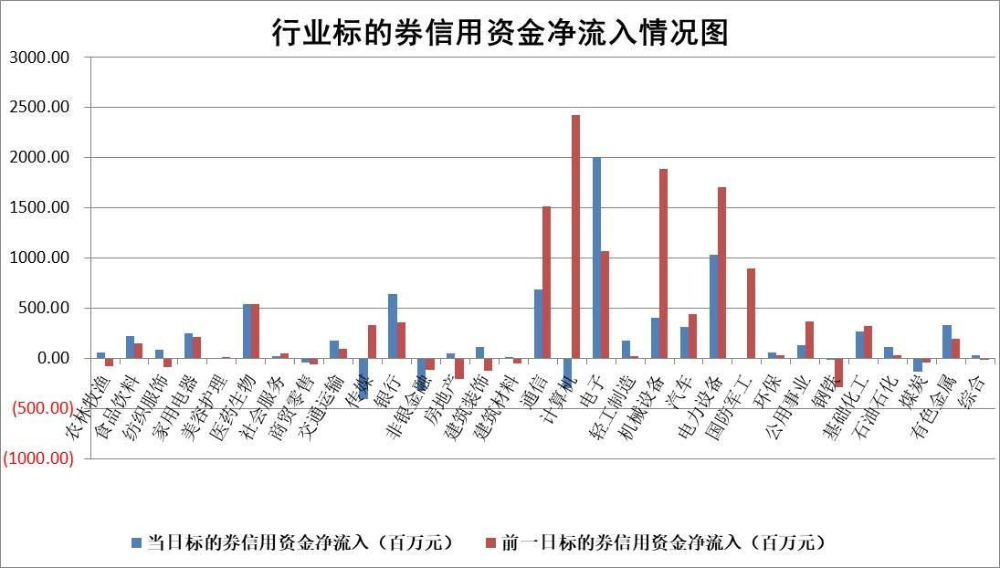 行业标的券信用资金净流入情况图
3000.00
2500.00
2000.00
1500.00
1000.00
500.00
0.00
(500.00)
(1000.00)
农林牧渔
食品饮料
纺织服饰
家用电器
美容护理
医药生物
社会服务
商贸零售
交通运输
传媒
银行
非银金融
房地产
建筑装饰
建筑材料
通信
计算机
电子
轻工制造
机械设备
汽车
电力设备
国防军工
环保
公用事业
钢铁
基础化工
石油石化
煤炭
有色金属
综合
当日标的券信用资金净流入（百万元）
前一日标的券信用资金净流入（百万元）